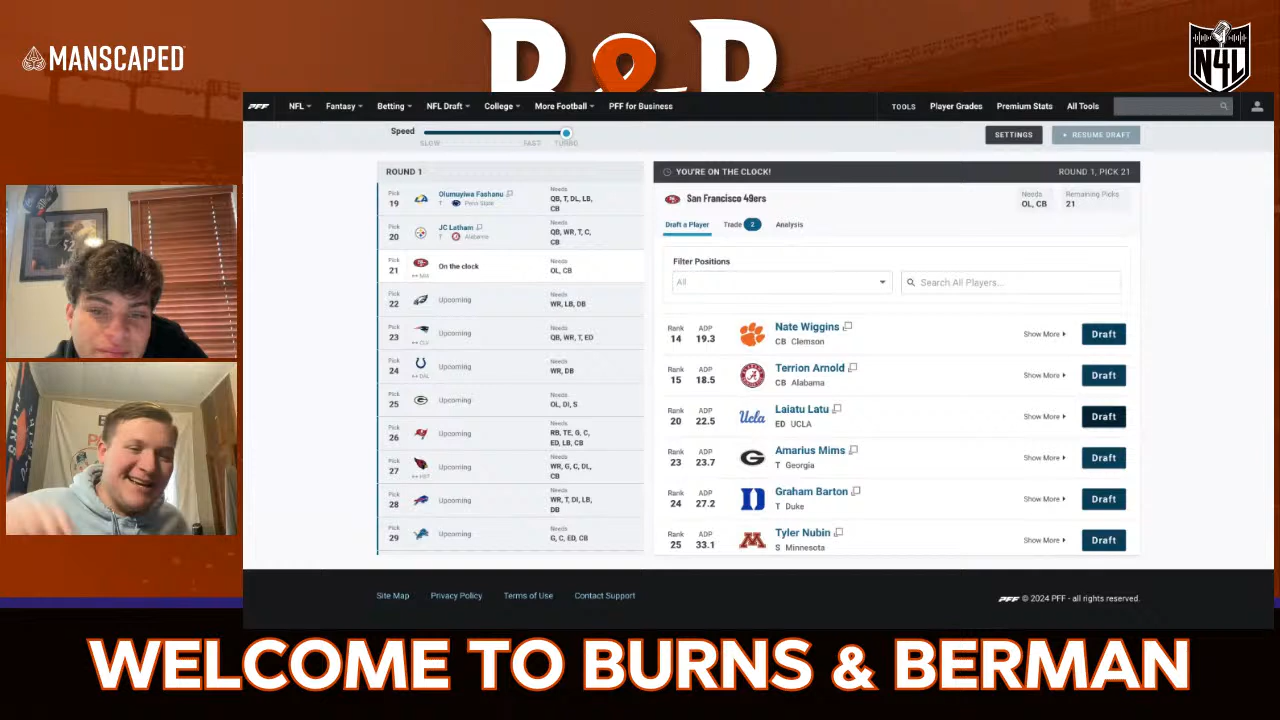 MANSCAPED
B&B
N4L
PFF
NFL
Fantasy
Betting
NFL Draft
College
More Football
PFF for Business
TOOLS
Player Grades
Premium Stats
All Tools
Speed
SLOW
FAST
TURBO
SETTINGS
RESUME DRAFT
ROUND 1
Pick 19
Olumuyiwa Fashanu
T Penn State
Needs
QB, T, DL, LB, CB
Pick 20
JC Latham
T Alabama
Needs
QB, WR, T, C, CB
Pick 21
On the clock
Needs
OL, CB
Pick 22
Upcoming
Needs
WR, LB, DB
Pick 23
Upcoming
Needs
QB, WR, T, ED
Pick 24
Upcoming
Needs
WR, DB
Pick 25
Upcoming
Needs
OL, DI, S
Pick 26
Upcoming
Needs
RB, TE, G, C, ED, LB, CB
Pick 27
Upcoming
Needs
WR, G, C, DL, CB
Pick 28
Upcoming
Needs
WR, T, DI, LB, DB
Pick 29
Upcoming
Needs
G, C, ED, CB
YOU'RE ON THE CLOCK!
ROUND 1, PICK 21
San Francisco 49ers
Needs
OL, CB
Remaining Picks
21
Draft a Player
Trade 2
Analysis
Filter Positions
All
Search All Players...
Rank 14
ADP 19.3
Nate Wiggins
CB Clemson
Show More
Draft
Rank 15
ADP 18.5
Terrion Arnold
CB Alabama
Show More
Draft
Rank 20
ADP 22.5
Ucla
Laiatu Latu
ED UCLA
Show More
Draft
Rank 23
ADP 23.7
Amarius Mims
T Georgia
Show More
Draft
Rank 24
ADP 27.2
Graham Barton
T Duke
Show More
Draft
Rank 25
ADP 33.1
Tyler Nubin
S Minnesota
Show More
Draft
Site Map
Privacy Policy
Terms of Use
Contact Support
PFF © 2024 PFF - all rights reserved.
WELCOME TO BURNS & BERMAN